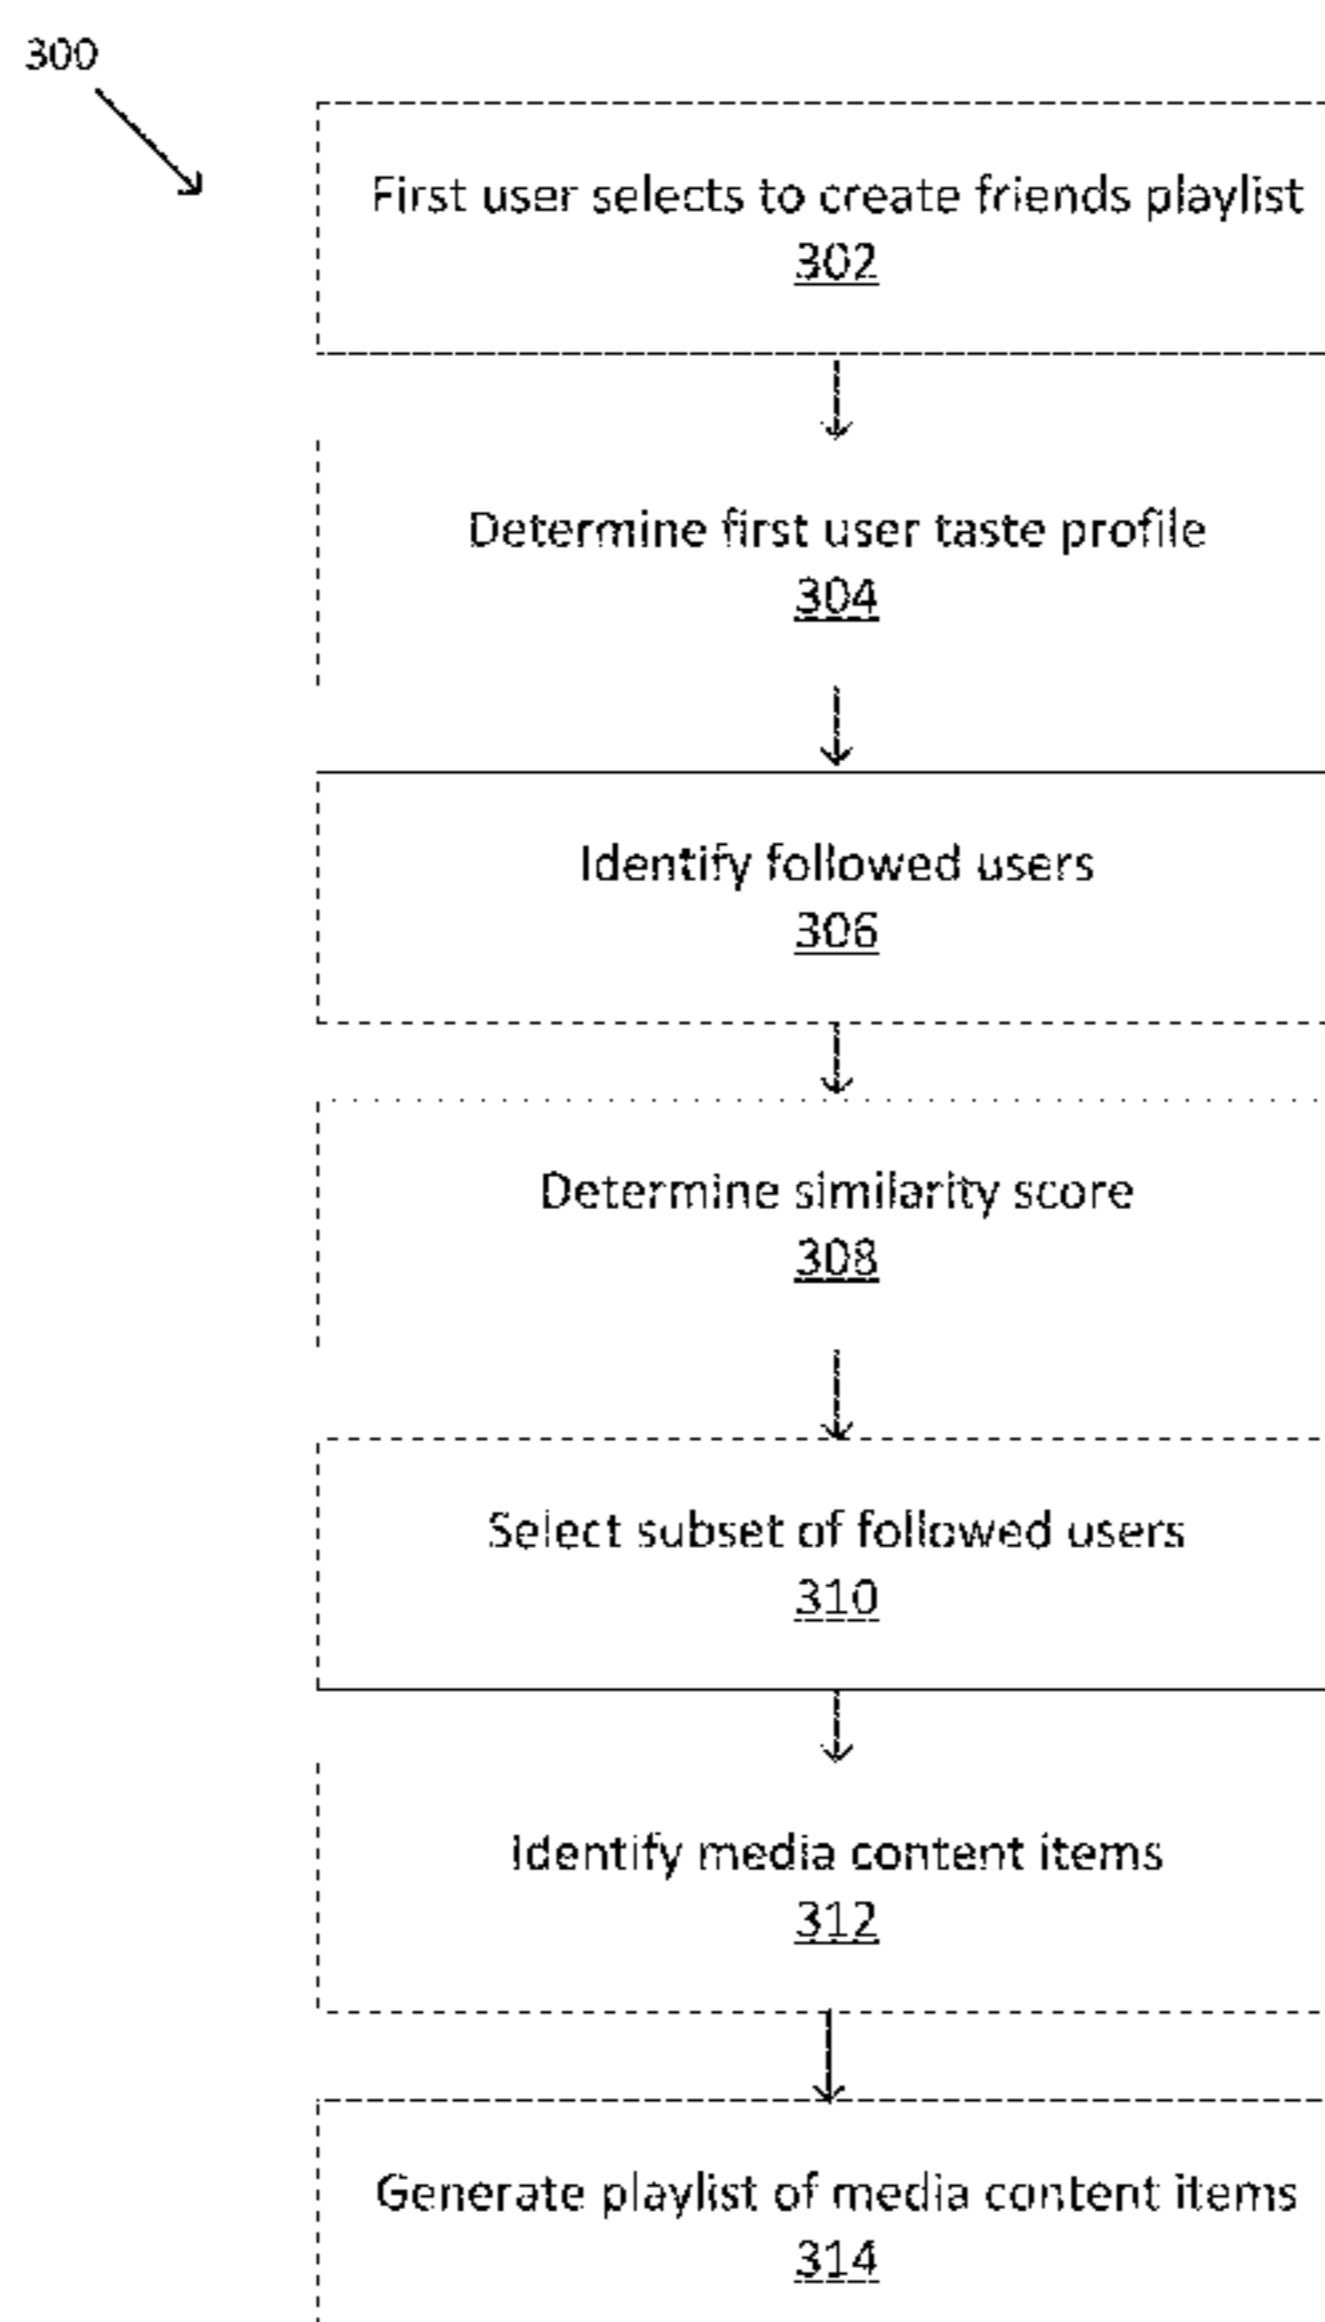 300
First user selects to create friends playlist
302
Determine first user taste profile
304
Identify followed users
306
Determine similarity score
308
Select subset of followed users
310
Identify media content items
312
Generate playlist of media content items
314